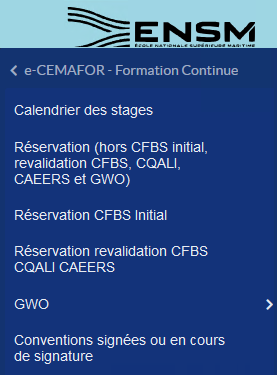 ENSM
ÉCOLE NATIONALE SUPÉRIEURE MARITIME
e-CEMAFOR - Formation Continue
Calendrier des stages
Réservation (hors CFBS initial,
revalidation CFBS, CQALI,
CAEERS et GWO)
Réservation CFBS Initial
Réservation revalidation CFBS
CQALI CAEERS
GWO
Conventions signées ou en cours
de signature